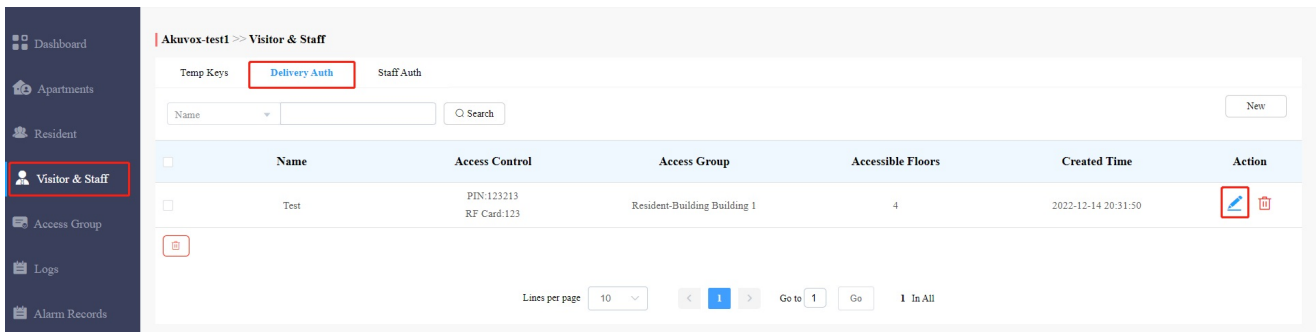 Dashboard
Apartments
Resident
Visitor & Staff
Access Group
Logs
Alarm Records
Akuvox-test1 >> Visitor & Staff
Temp Keys Delivery Auth Staff Auth
Name Search New
Name Access Control Access Group Accessible Floors Created Time Action
Test PIN:123213 Resident-Building Building 1 4 2022-12-14 20:31:50
RF Card:123
Lines per page 10 < 1 > Go to 1 Go 1 In All